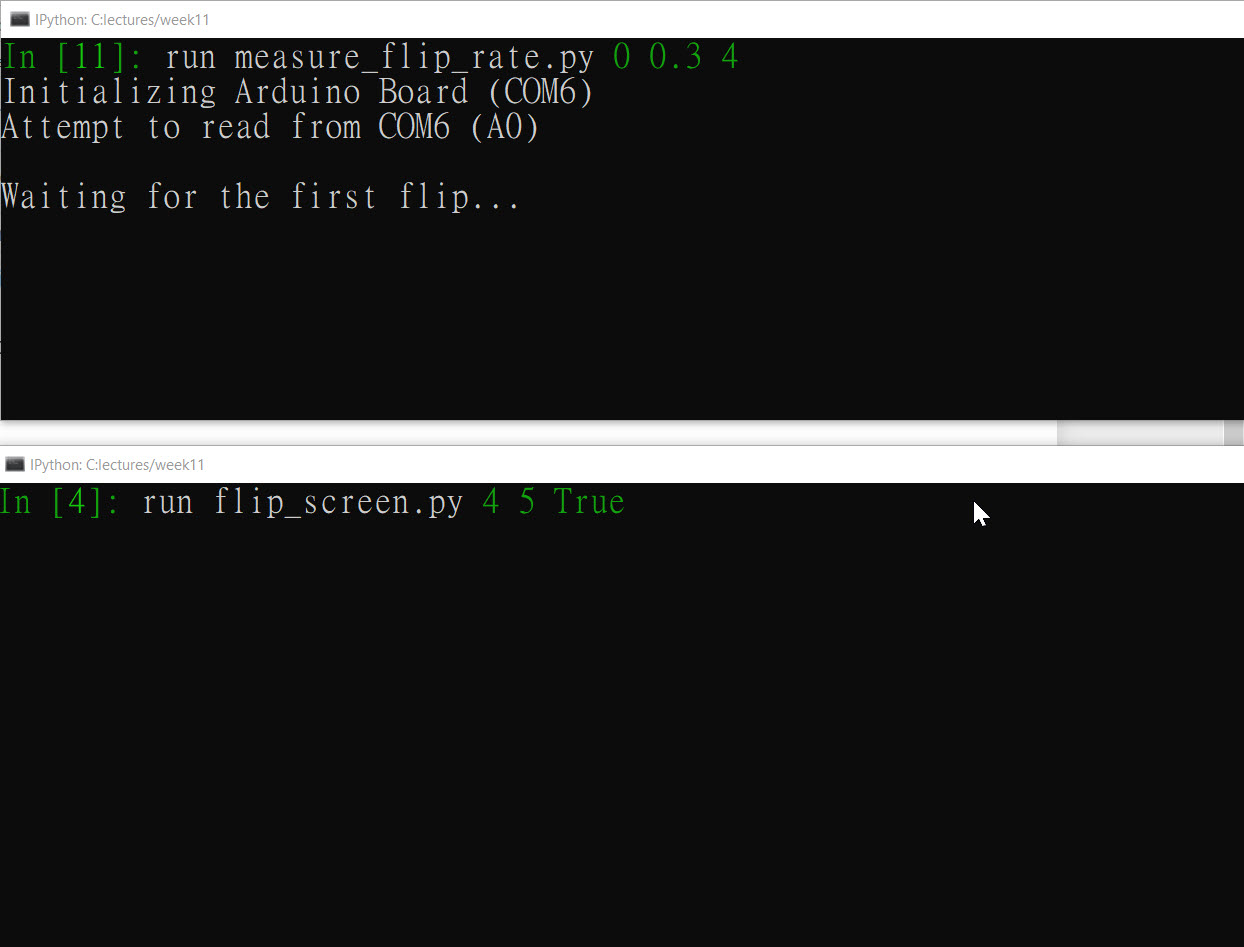 IPython: C:lectures/week11
In [11]: run measure_flip_rate.py 0 0.3 4
Initializing Arduino Board (COM6)
Attempt to read from COM6 (A0)
Waiting for the first flip...
IPython: C:lectures/week11
In [4]: run flip_screen.py 4 5 True